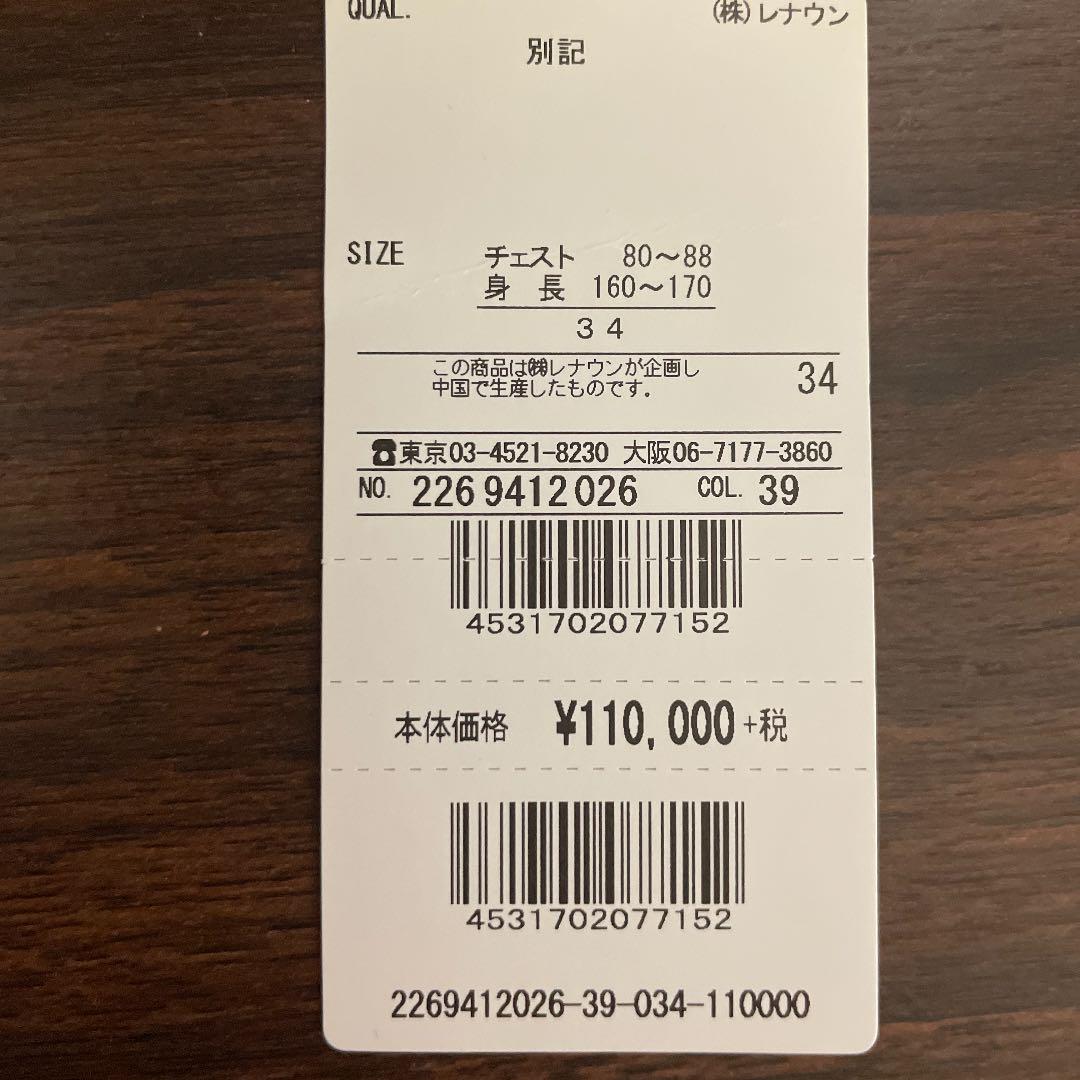 QUAL. (株)レナウン
別記
SIZE チェスト 80〜88
身長 160〜170
34
この商品は㈱レナウンが企画し
中国で生産したものです。
34
☎東京03-4521-8230 大阪06-7177-3860
NO. 226 9412 026 COL. 39
4531702077152
本体価格 ¥110,000+税
4531702077152
2269412026-39-034-110000